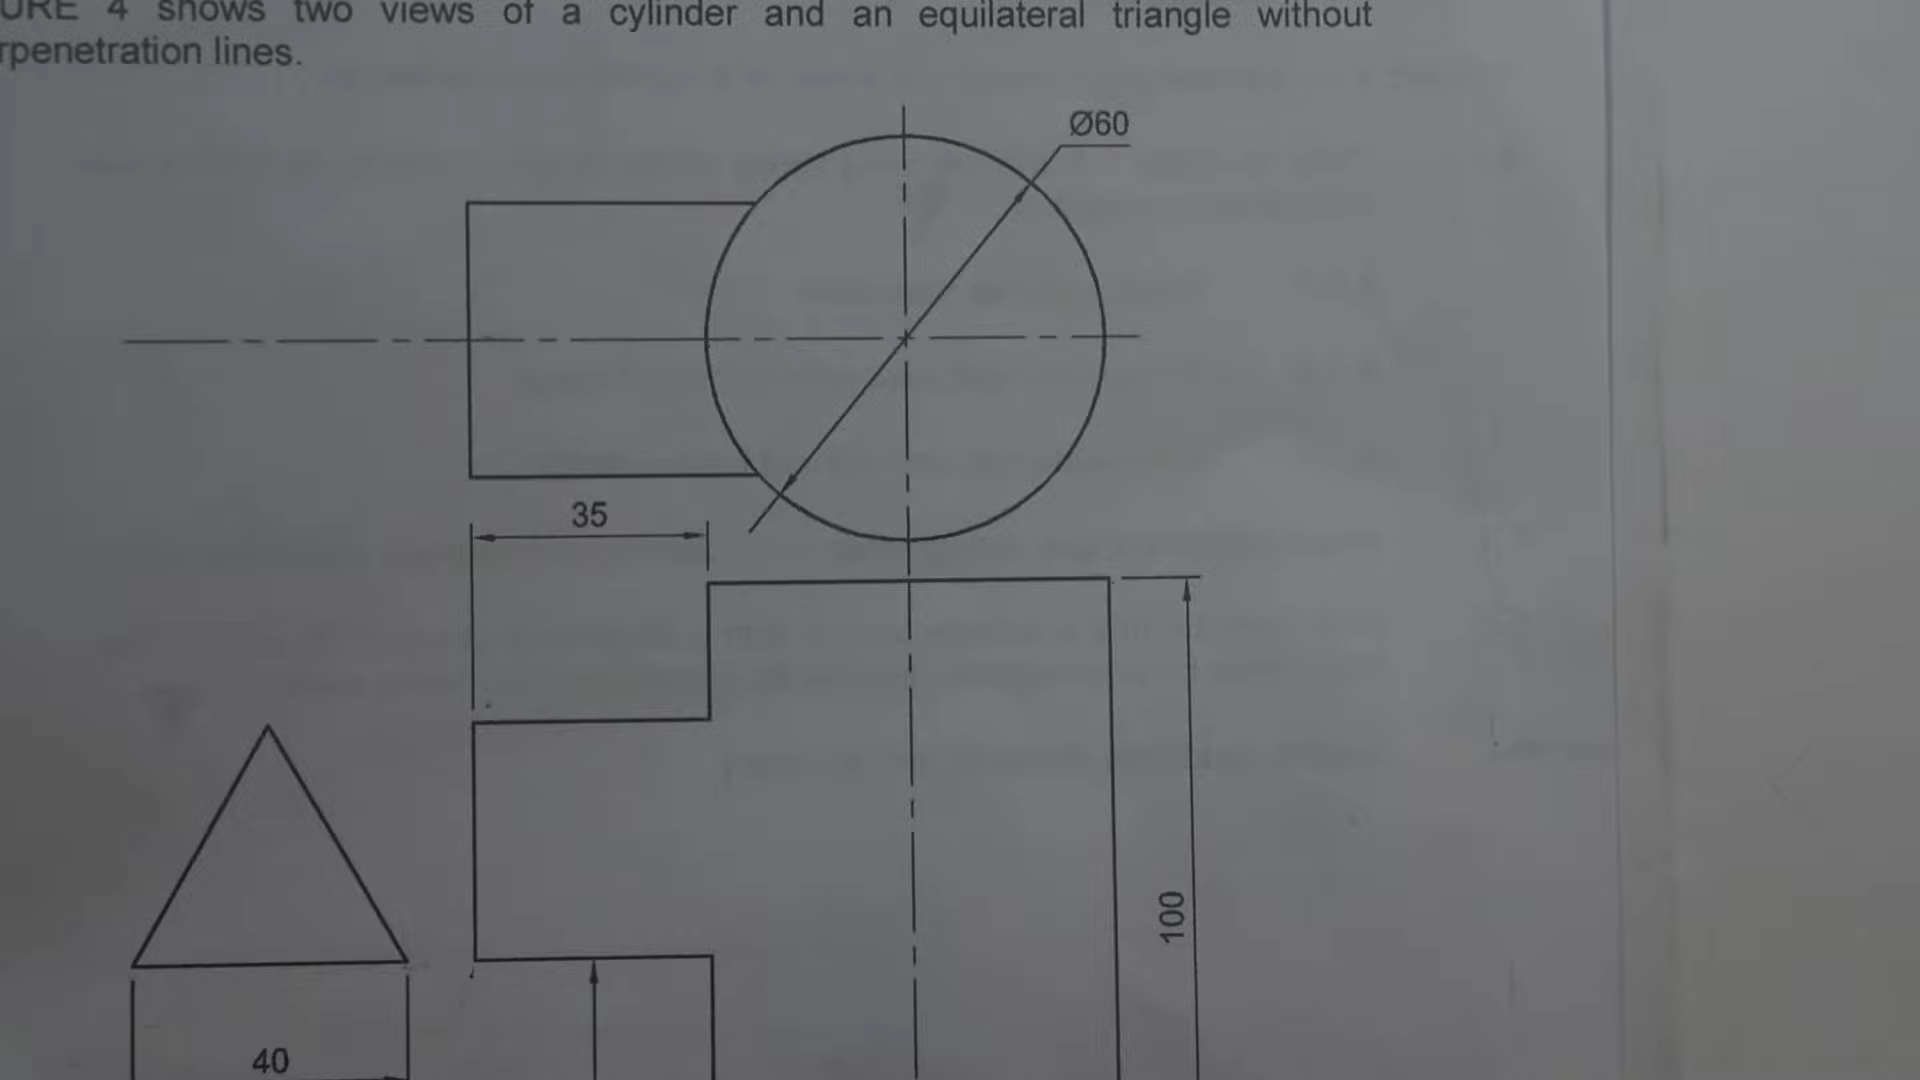 URE 4 shows two views of a cylinder and an equilateral triangle without
rpenetration lines.
Ø60
35
100
40